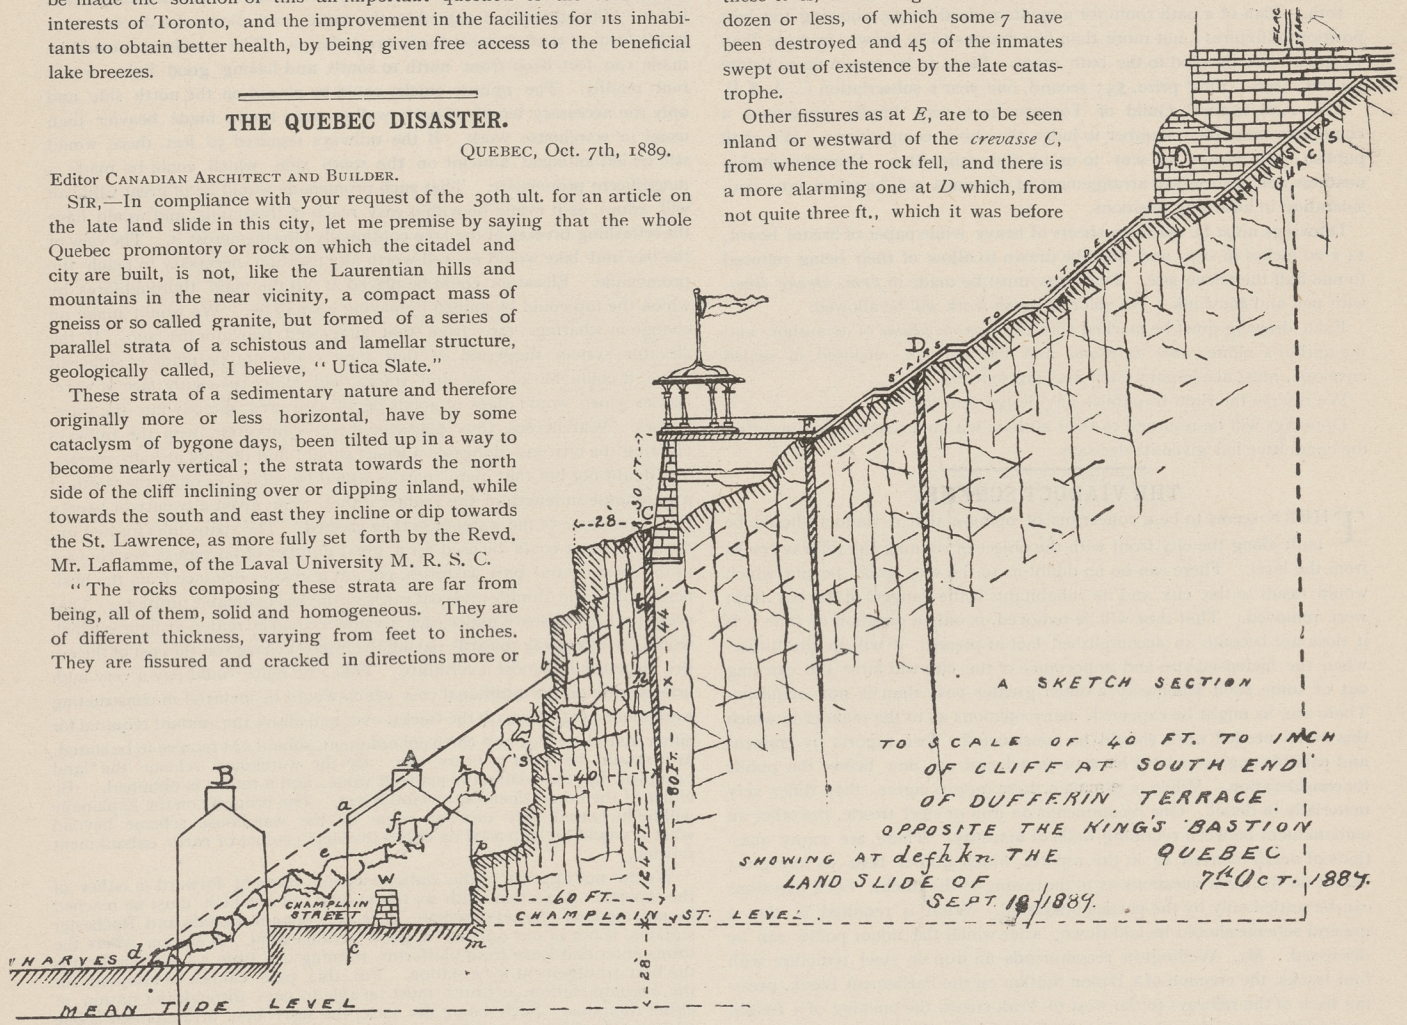 interests of Toronto, and the improvement in the facilities for its inhabi-
tants to obtain better health, by being given free access to the beneficial
lake breezes.
THE QUEBEC DISASTER.
QUEBEC, Oct. 7th, 1889.
Editor CANADIAN ARCHITECT AND BUILDER.
SIR,—In compliance with your request of the 30th ult. for an article on
the late land slide in this city, let me premise by saying that the whole
Quebec promontory or rock on which the citadel and
city are built, is not, like the Laurentian hills and
mountains in the near vicinity, a compact mass of
gneiss or so called granite, but formed of a series of
parallel strata of a schistous and lamellar structure,
geologically called, I believe, "Utica Slate."
These strata of a sedimentary nature and therefore
originally more or less horizontal, have by some
cataclysm of bygone days, been tilted up in a way to
become nearly vertical; the strata towards the north
side of the cliff inclining over or dipping inland, while
towards the south and east they incline or dip towards
the St. Lawrence, as more fully set forth by the Revd.
Mr. Laflamme, of the Laval University M. R. S. C.
"The rocks composing these strata are far from
being, all of them, solid and homogeneous. They are
of different thickness, varying from feet to inches.
They are fissured and cracked in directions more or
dozen or less, of which some 7 have
been destroyed and 45 of the inmates
swept out of existence by the late catas-
trophe.
Other fissures as at E, are to be seen
inland or westward of the crevasse C,
from whence the rock fell, and there is
a more alarming one at D which, from
not quite three ft., which it was before
FLAG
STAFF
GLACIS
STAIRS TO CITADEL
D
E
50 FT.
28'
C
t
44
b
n
k
s
40'
80 FT.
h
A
B
a
f
e
p
W
124 FT.
CHAMPLAIN
STREET
60 FT.
CHAMPLAIN ST. LEVEL
m
c
d
WHARVES
28
MEAN TIDE LEVEL
A SKETCH SECTION
TO SCALE OF 40 FT. TO INCH
OF CLIFF AT SOUTH END
OF DUFFERIN TERRACE
OPPOSITE THE KING'S BASTION
SHOWING AT defhkn THE QUEBEC
LAND SLIDE OF 7th OCT. 1889.
SEPT. 19/1889.